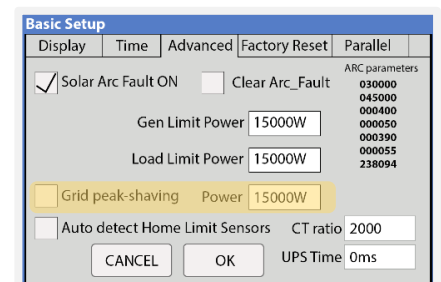 Basic Setup
Display Time Advanced Factory Reset Parallel
ARC parameters
Solar Arc Fault ON Clear Arc_Fault
030000
045000
000400
000050
000390
000055
238094
Gen Limit Power 15000W
Load Limit Power 15000W
Grid peak-shaving Power 15000W
Auto detect Home Limit Sensors CT ratio 2000
CANCEL OK UPS Time 0ms